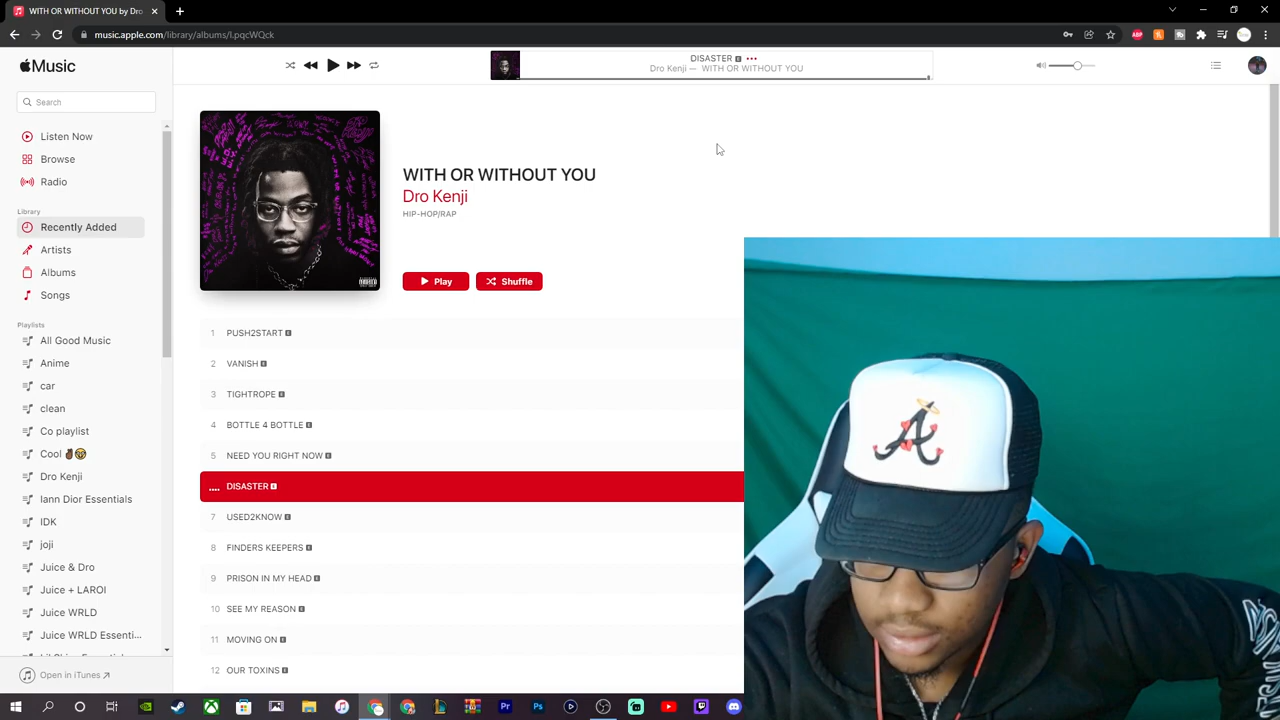 WITH OR WITHOUT YOU by Dro
music.apple.com/library/albums/l.pqcWQck
Music
DISASTER E •••
Dro Kenji — WITH OR WITHOUT YOU
Search
Listen Now
Browse
Radio
Library
Recently Added
Artists
Albums
Songs
Playlists
All Good Music
Anime
car
clean
Co playlist
Cool ✌🏾🤪
Dro Kenji
Iann Dior Essentials
IDK
joji
Juice & Dro
Juice + LAROI
Juice WRLD
Juice WRLD Essenti...
Open in iTunes ↗
WITH OR WITHOUT YOU
Dro Kenji
HIP-HOP/RAP
Play
Shuffle
1 PUSH2START E
2 VANISH E
3 TIGHTROPE E
4 BOTTLE 4 BOTTLE E
5 NEED YOU RIGHT NOW E
DISASTER E
7 USED2KNOW E
8 FINDERS KEEPERS E
9 PRISON IN MY HEAD E
10 SEE MY REASON E
11 MOVING ON E
12 OUR TOXINS E
ABP
Pr
Ps
A